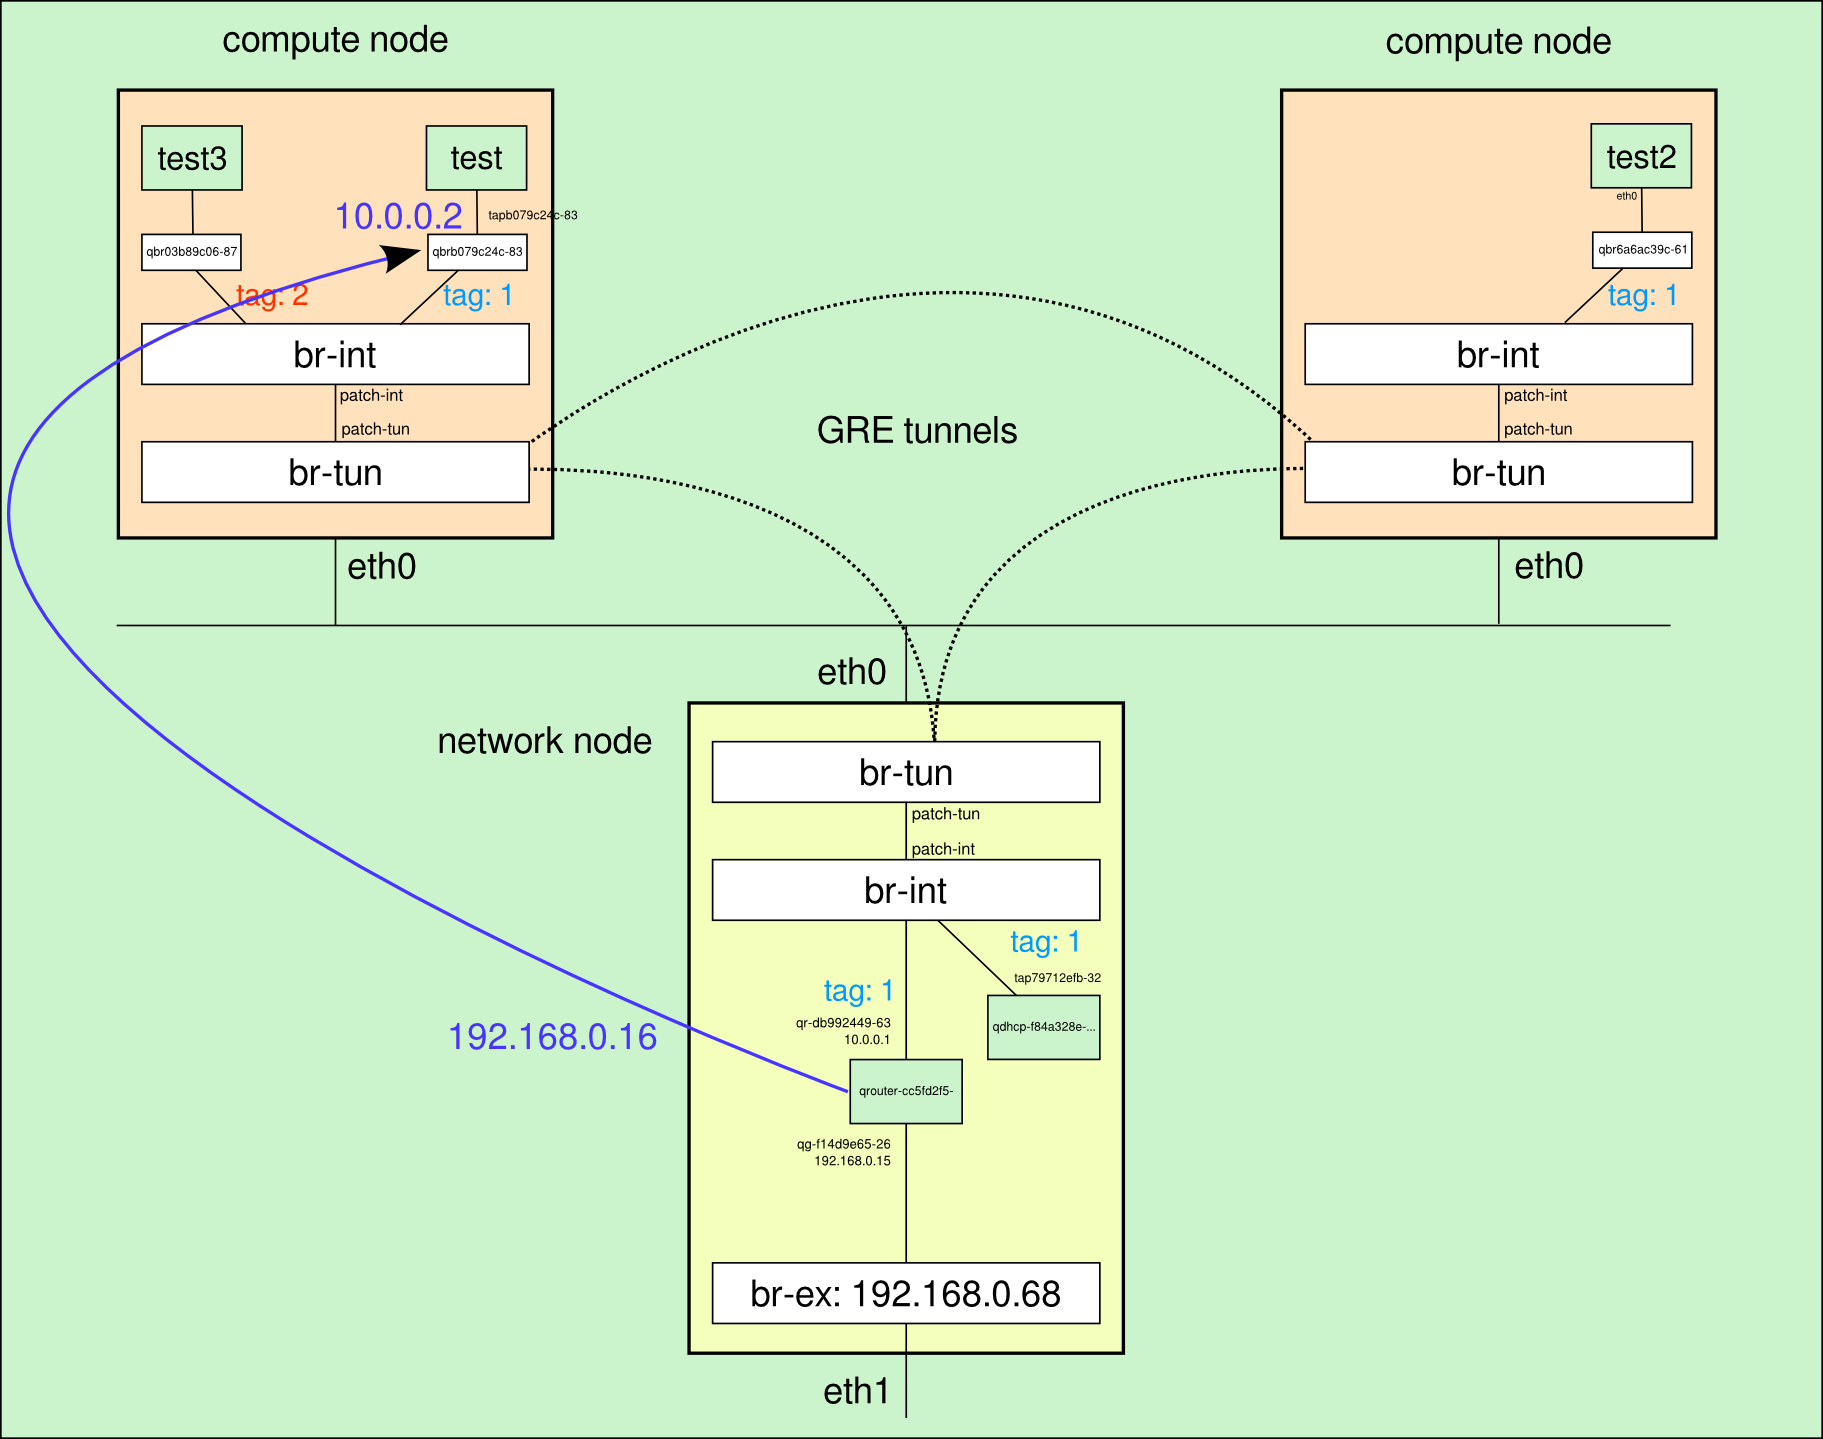 compute node
compute node
test3
test
test2
10.0.0.2
tapb079c24c-83
eth0
qbr03b89c06-87
qbrb079c24c-83
qbr6a6ac39c-61
tag: 2
tag: 1
tag: 1
br-int
br-int
patch-int
patch-int
GRE tunnels
patch-tun
patch-tun
br-tun
br-tun
eth0
eth0
eth0
network node
br-tun
patch-tun
patch-int
br-int
tag: 1
tap79712efb-32
tag: 1
qr-db992449-63
10.0.0.1
qdhcp-f84a328e-...
192.168.0.16
qrouter-cc5fd2f5-
qg-f14d9e65-26
192.168.0.15
br-ex: 192.168.0.68
eth1